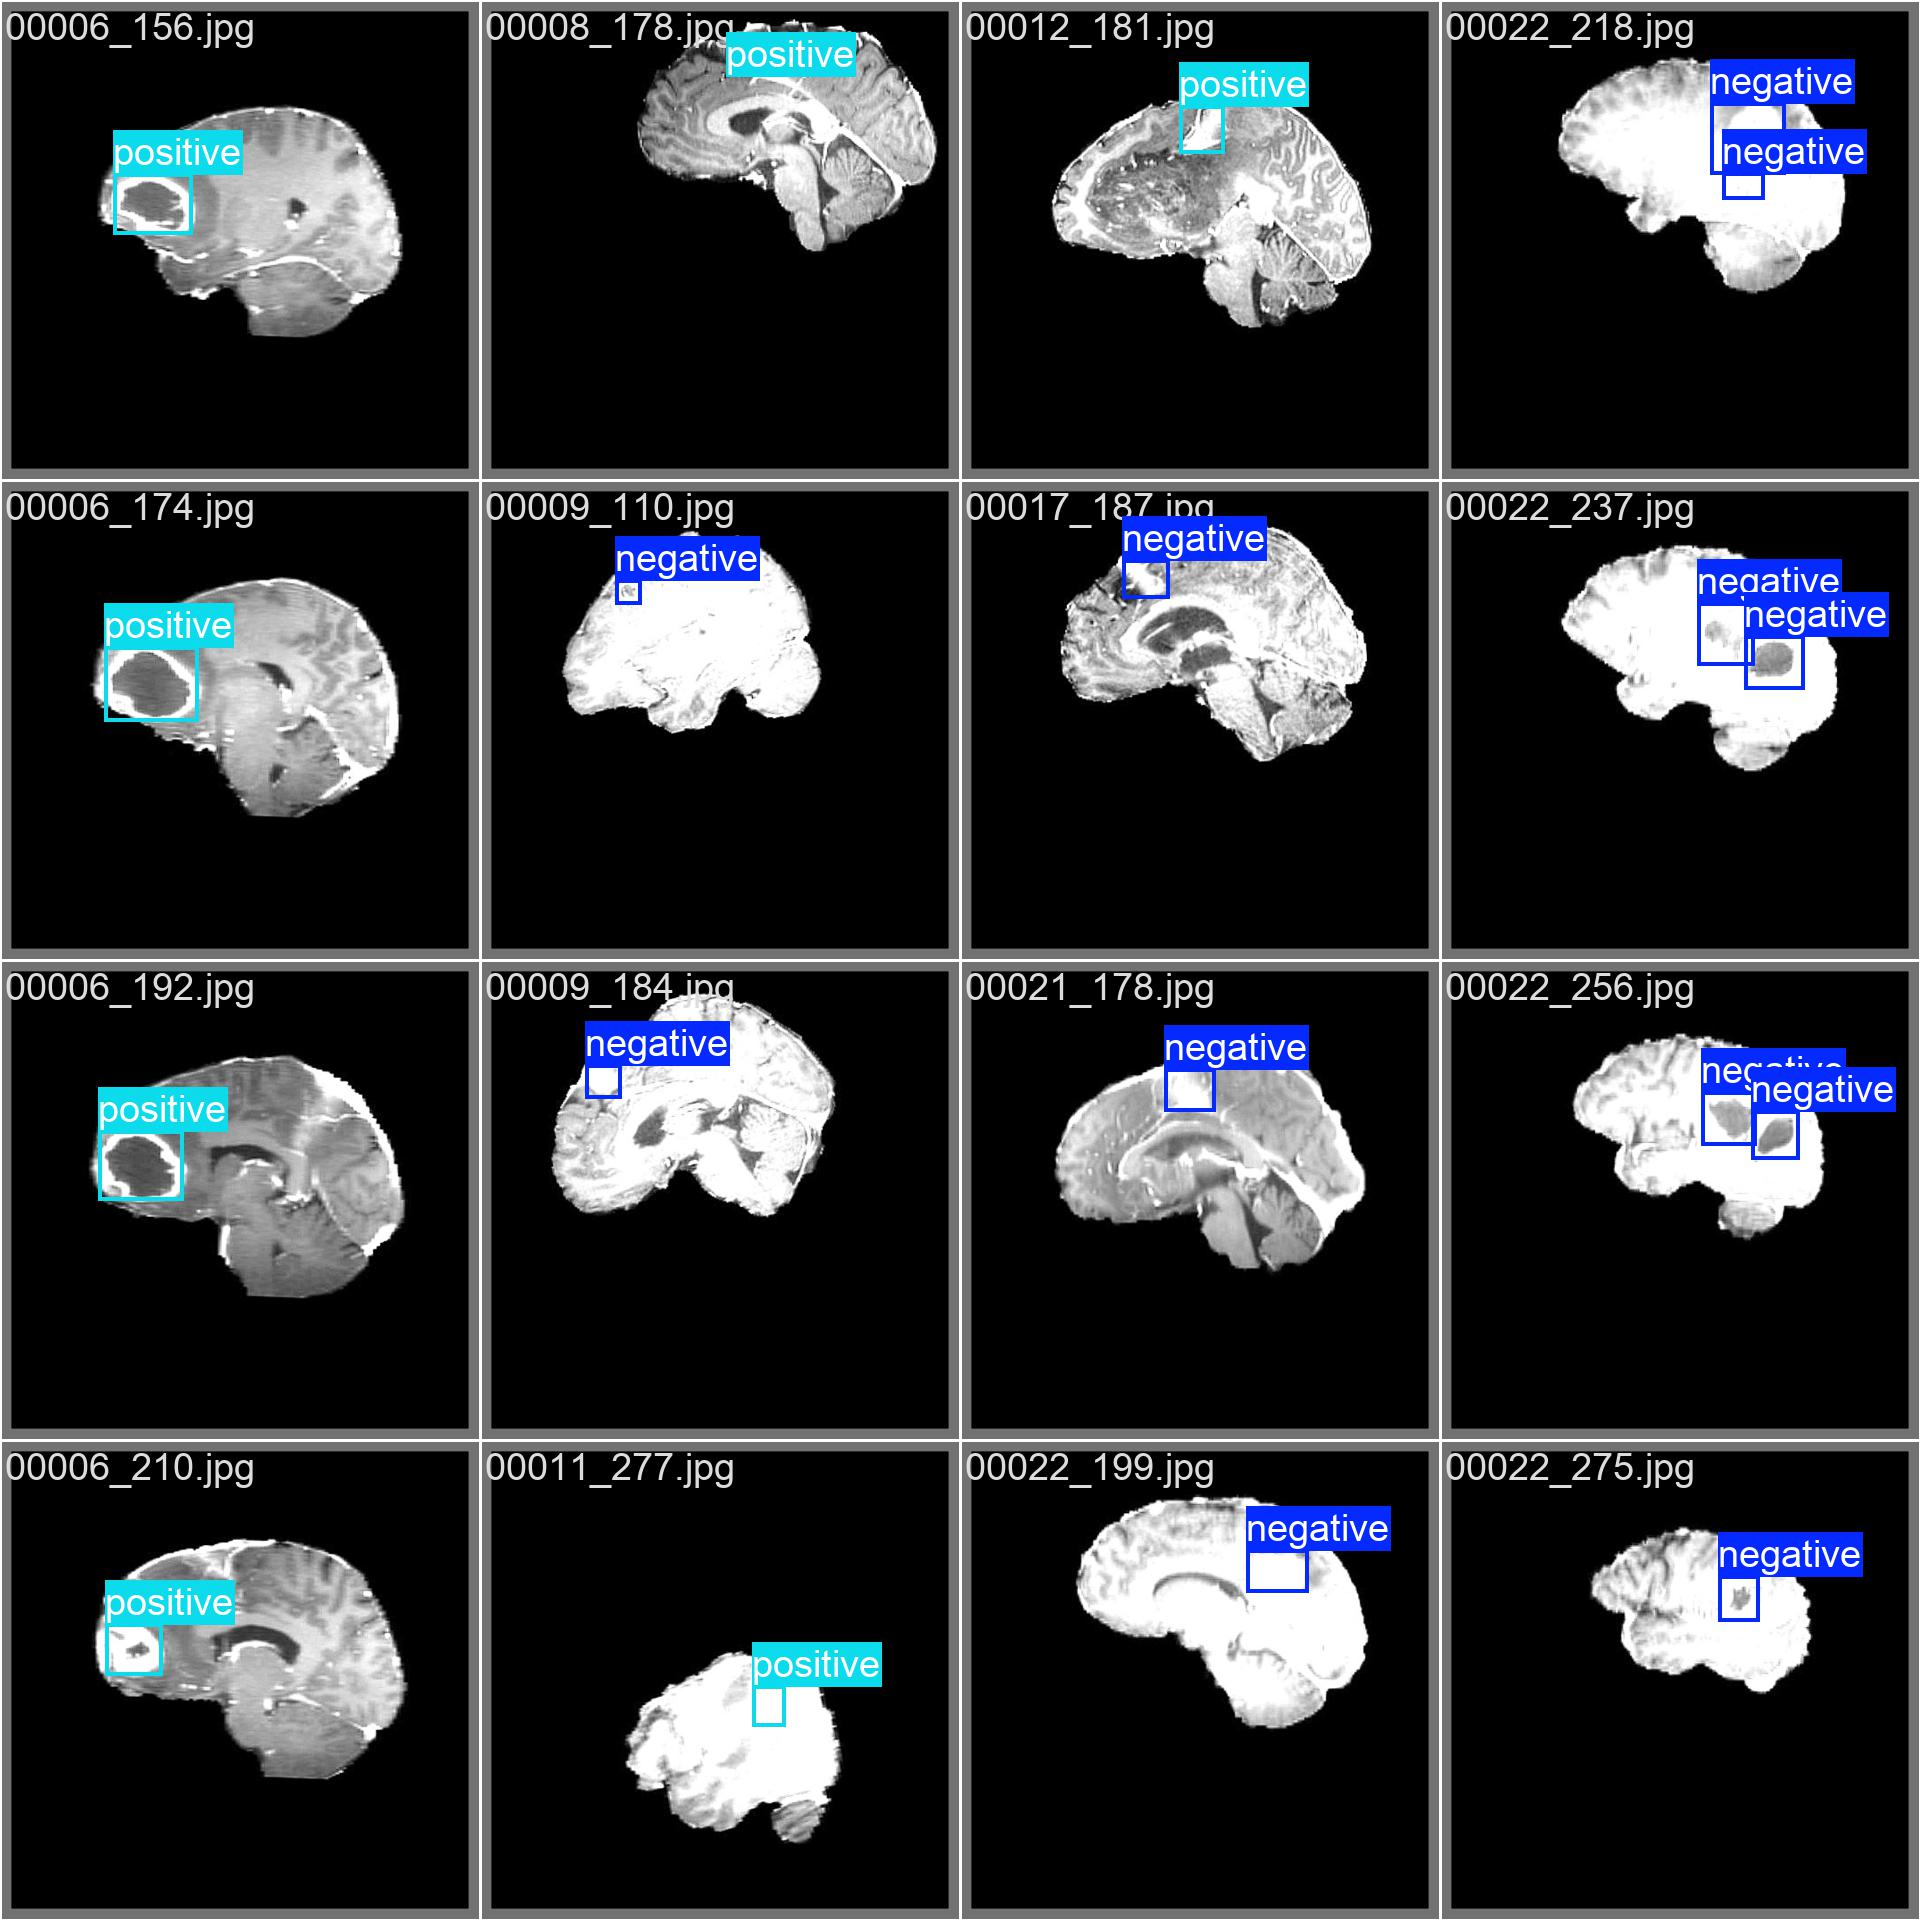 00006_156.jpg
positive
00008_178.jpg
positive
00012_181.jpg
positive
00022_218.jpg
negative
negative
00006_174.jpg
positive
00009_110.jpg
negative
00017_187.jpg
negative
00022_237.jpg
negative
negative
00006_192.jpg
positive
00009_184.jpg
negative
00021_178.jpg
negative
00022_256.jpg
negative
negative
00006_210.jpg
positive
00011_277.jpg
positive
00022_199.jpg
negative
00022_275.jpg
negative